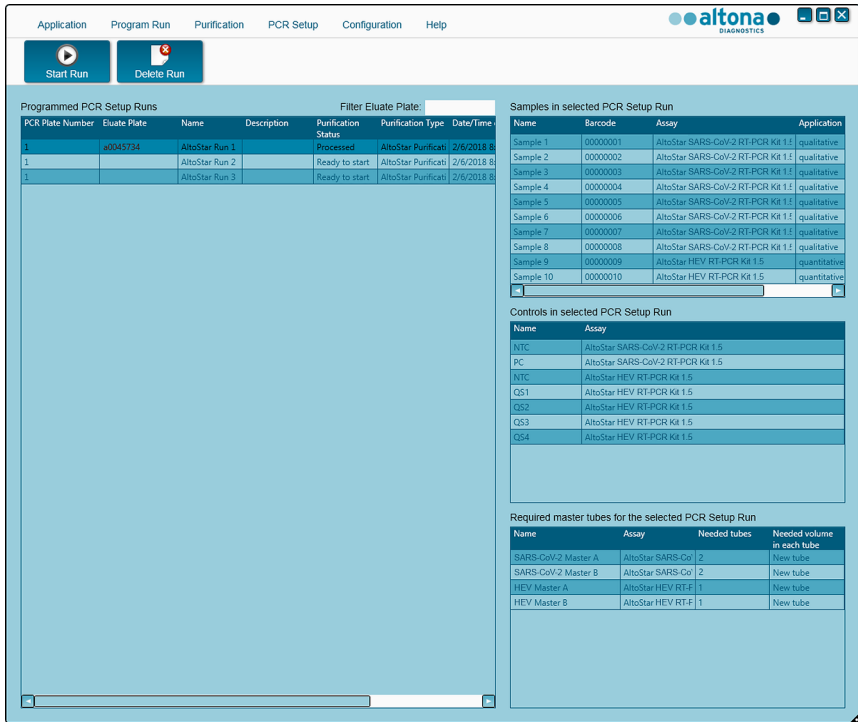 Application Program Run Purification PCR Setup Configuration Help
altona
DIAGNOSTICS
Start Run Delete Run
Programmed PCR Setup Runs Filter Eluate Plate:
PCR Plate Number Eluate Plate Name Description Purification Status Purification Type Date/Time
1 a0045734 AltoStar Run 1 Processed AltoStar Purificati 2/6/2018 8:
1 AltoStar Run 2 Ready to start AltoStar Purificati 2/6/2018 8:
1 AltoStar Run 3 Ready to start AltoStar Purificati 2/6/2018 8:
Samples in selected PCR Setup Run
Name Barcode Assay Application
Sample 1 00000001 AltoStar SARS-CoV-2 RT-PCR Kit 1.5 qualitative
Sample 2 00000002 AltoStar SARS-CoV-2 RT-PCR Kit 1.5 qualitative
Sample 3 00000003 AltoStar SARS-CoV-2 RT-PCR Kit 1.5 qualitative
Sample 4 00000004 AltoStar SARS-CoV-2 RT-PCR Kit 1.5 qualitative
Sample 5 00000005 AltoStar SARS-CoV-2 RT-PCR Kit 1.5 qualitative
Sample 6 00000006 AltoStar SARS-CoV-2 RT-PCR Kit 1.5 qualitative
Sample 7 00000007 AltoStar SARS-CoV-2 RT-PCR Kit 1.5 qualitative
Sample 8 00000008 AltoStar SARS-CoV-2 RT-PCR Kit 1.5 qualitative
Sample 9 00000009 AltoStar HEV RT-PCR Kit 1.5 quantitative
Sample 10 00000010 AltoStar HEV RT-PCR Kit 1.5 quantitative
Controls in selected PCR Setup Run
Name Assay
NTC AltoStar SARS-CoV-2 RT-PCR Kit 1.5
PC AltoStar SARS-CoV-2 RT-PCR Kit 1.5
NTC AltoStar HEV RT-PCR Kit 1.5
QS1 AltoStar HEV RT-PCR Kit 1.5
QS2 AltoStar HEV RT-PCR Kit 1.5
QS3 AltoStar HEV RT-PCR Kit 1.5
QS4 AltoStar HEV RT-PCR Kit 1.5
Required master tubes for the selected PCR Setup Run
Name Assay Needed tubes Needed volume in each tube
SARS-CoV-2 Master A AltoStar SARS-Co 2 New tube
SARS-CoV-2 Master B AltoStar SARS-Co 2 New tube
HEV Master A AltoStar HEV RT-F 1 New tube
HEV Master B AltoStar HEV RT-F 1 New tube